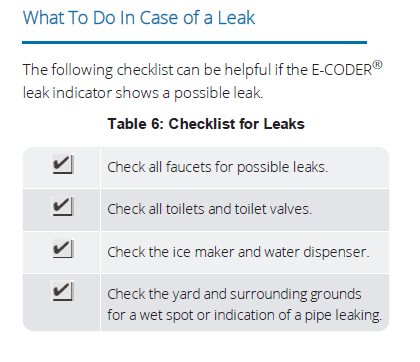 What To Do In Case of a Leak
The following checklist can be helpful if the E-CODER®
leak indicator shows a possible leak.
Table 6: Checklist for Leaks
Check all faucets for possible leaks.
Check all toilets and toilet valves.
Check the ice maker and water dispenser.
Check the yard and surrounding grounds
for a wet spot or indication of a pipe leaking.